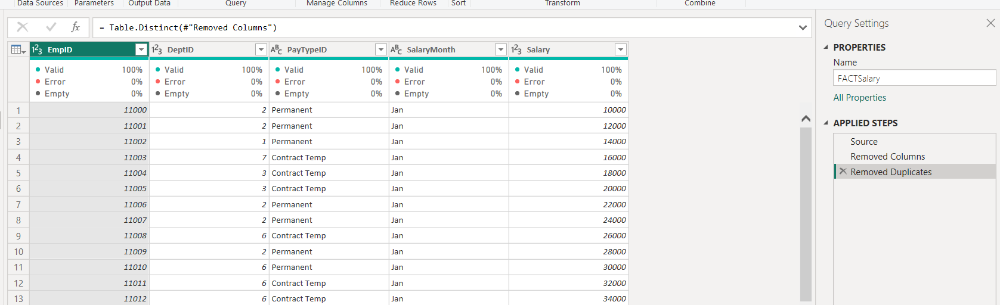 Data Sources Parameters Output Data Query Manage Columns Reduce Rows Sort Transform Combine
fx = Table.Distinct(#"Removed Columns")
123 EmpID 123 DeptID ABC PayTypeID ABC SalaryMonth 123 Salary
Valid 100% Valid 100% Valid 100% Valid 100% Valid 100%
Error 0% Error 0% Error 0% Error 0% Error 0%
Empty 0% Empty 0% Empty 0% Empty 0% Empty 0%
1 11000 2 Permanent Jan 10000
2 11001 2 Permanent Jan 12000
3 11002 1 Permanent Jan 14000
4 11003 7 Contract Temp Jan 16000
5 11004 3 Contract Temp Jan 18000
6 11005 3 Contract Temp Jan 20000
7 11006 2 Permanent Jan 22000
8 11007 2 Permanent Jan 24000
9 11008 6 Contract Temp Jan 26000
10 11009 2 Permanent Jan 28000
11 11010 6 Permanent Jan 30000
12 11011 6 Contract Temp Jan 32000
13 11012 6 Contract Temp Jan 34000
Query Settings
PROPERTIES
Name
FACTSalary
All Properties
APPLIED STEPS
Source
Removed Columns
Removed Duplicates